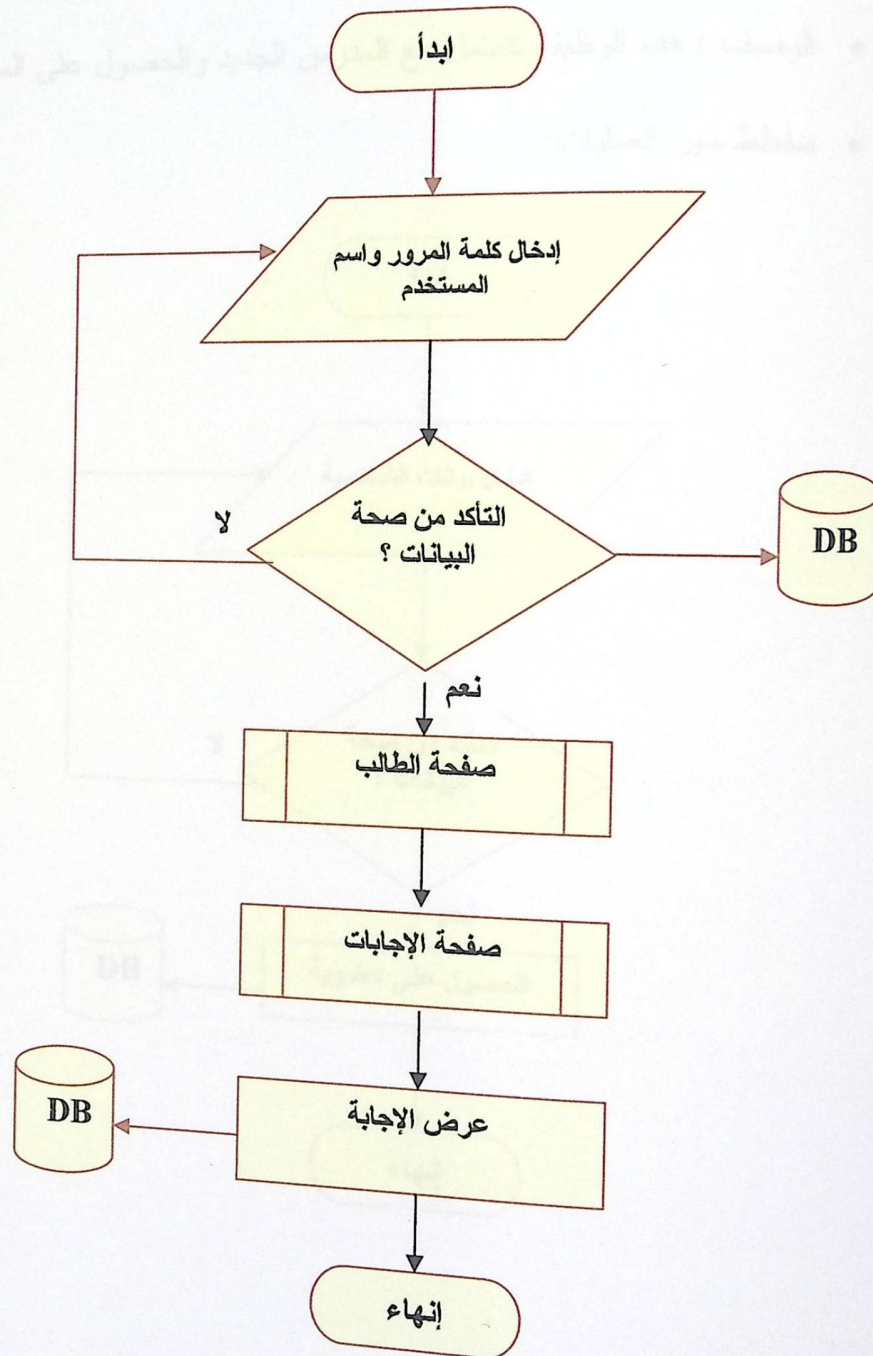 ابدأ
إدخال كلمة المرور واسم
المستخدم
التأكد من صحة
البيانات ؟
لا
DB
نعم
صفحة الطالب
صفحة الإجابات
عرض الإجابة
DB
إنهاء